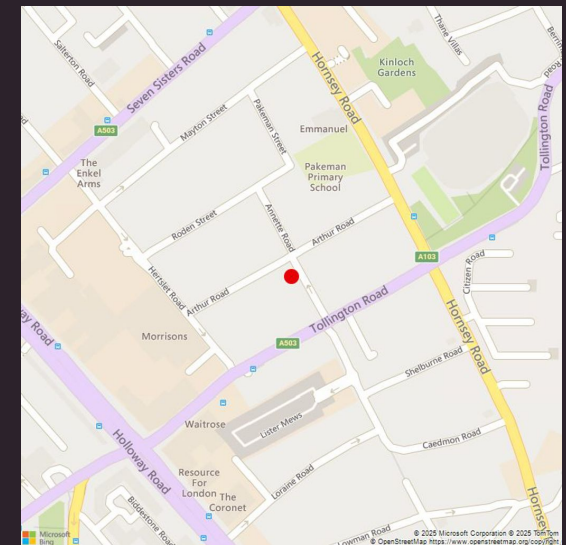 Salterton Road
Seven Sisters Road
Hornsey Road
Thane Villas
Kinloch
Gardens
Road
A503
Mayton Street
Pakeman Street
Emmanuel
Tollington Road
The
Enkel
Arms
Pakeman
Primary
School
Roden Street
Annette Road
Arthur Road
A103
Citizen Road
Hertslet Road
Arthur Road
Tollington Road
Hornsey Road
Morrisons
A503
Shelburne Road
Waitrose
Lister Mews
Caedmon Road
Holloway Road
Resource
For
London
The
Coronet
Loraine Road
Biddestone Road
Hornsey
Microsoft
Bing
© 2025 Microsoft Corporation © 2025 TomTom
© OpenStreetMap https://www.openstreetmap.org/copyright